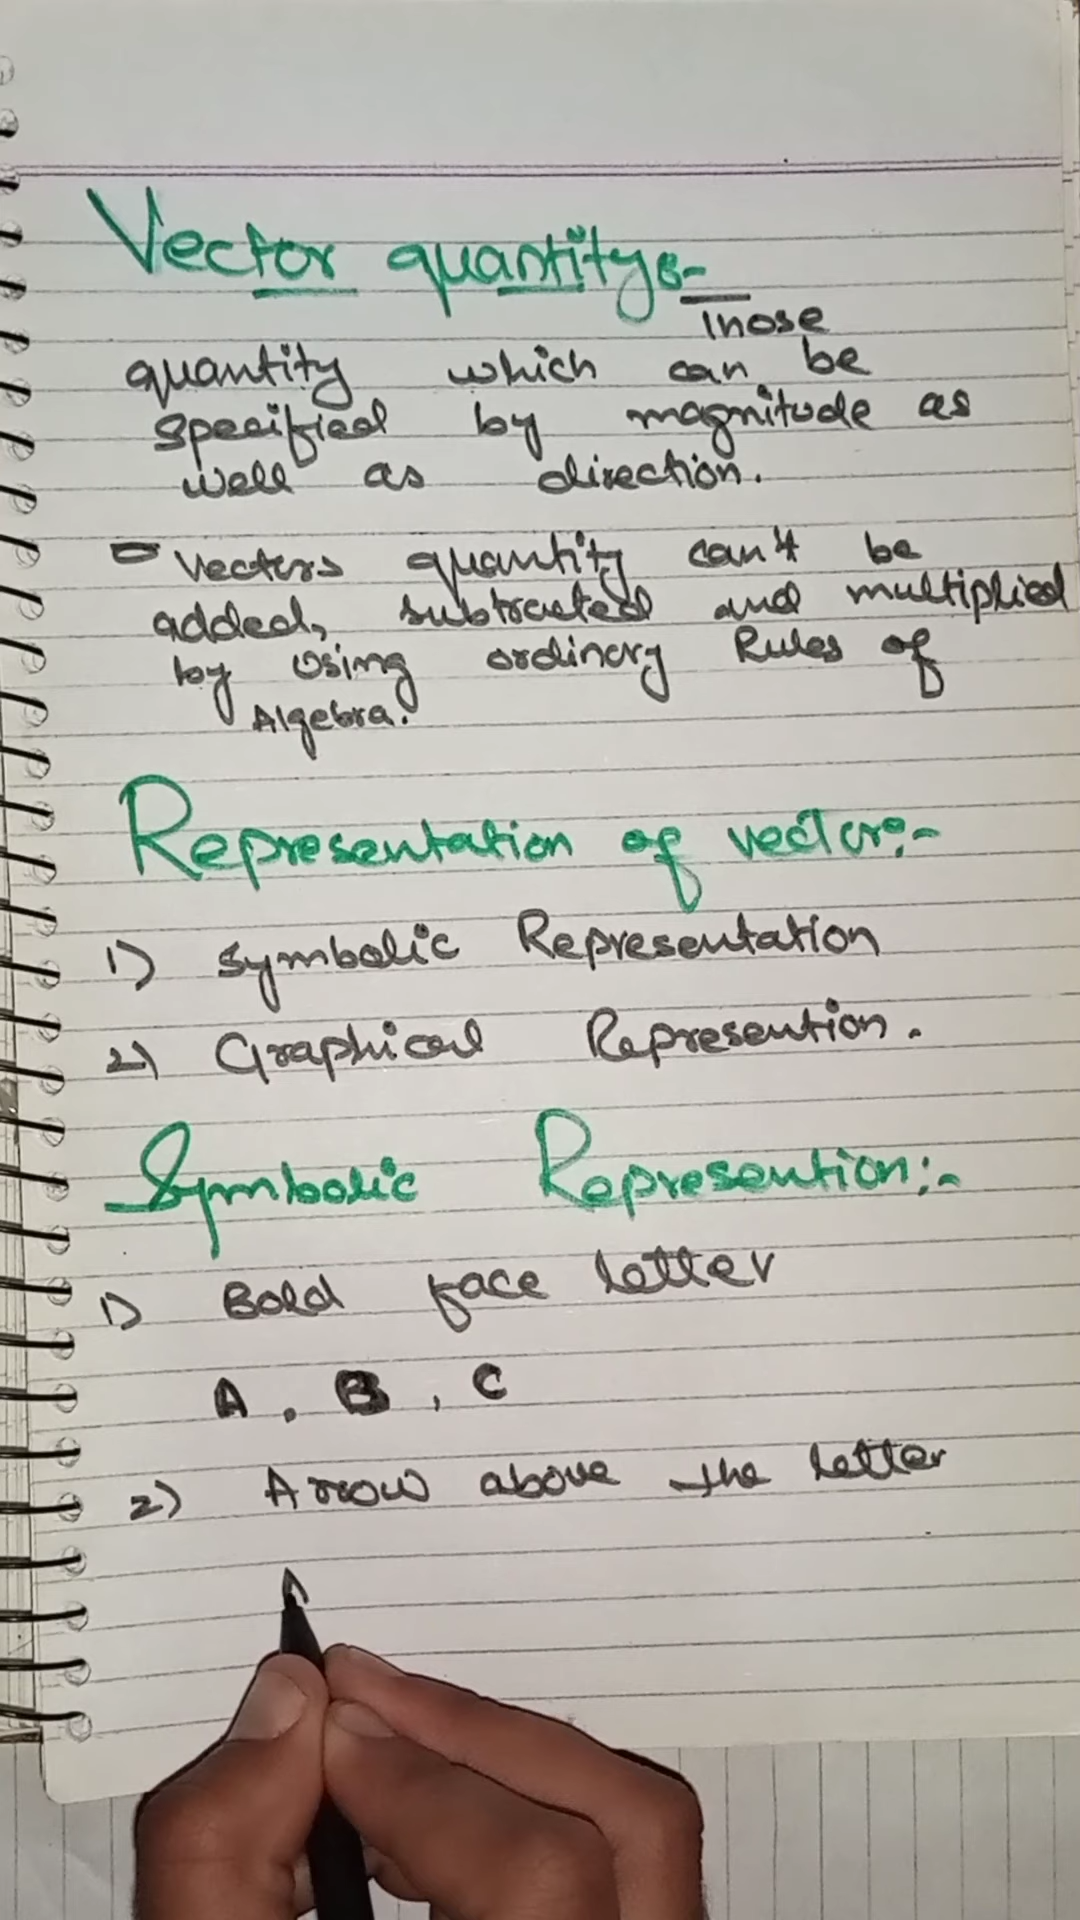 Vector quantity:-
Those
quantity which can be
specified by magnitude as
well as direction.
- Vectors quantity can't be
added, subtracted and multiplied
by using ordinary Rules of
Algebra.
Representation of vector:-
1) Symbolic Representation
2) Graphical Represention.
Symbolic Represention:-
1) Bold face letter
A, B, C
2) Arrow above the letter